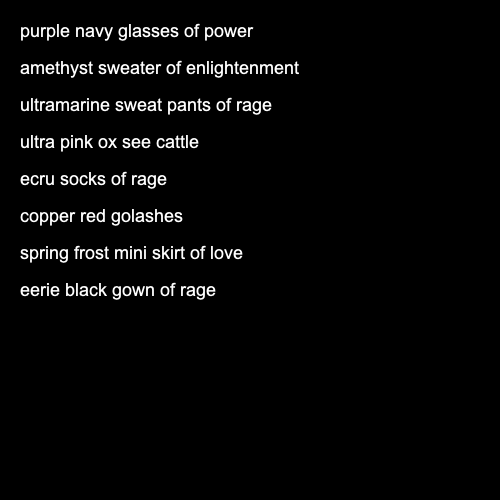 purple navy glasses of power
amethyst sweater of enlightenment
ultramarine sweat pants of rage
ultra pink ox see cattle
ecru socks of rage
copper red golashes
spring frost mini skirt of love
eerie black gown of rage